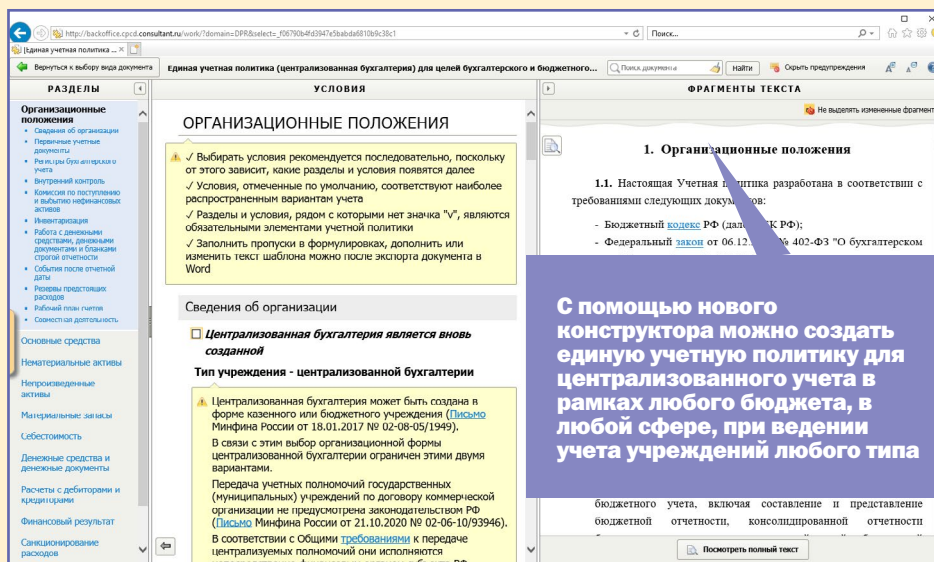 http://backoffice.cpcd.consultant.ru/work/?domain=DPR&select=_f06790b4fd3947e5babda6810b9c38c1
Поиск...
[Единая учетная политика ...
Вернуться к выбору вида документа
Единая учетная политика (централизованная бухгалтерия) для целей бухгалтерского и бюджетного...
Поиск документа
Найти
Скрыть предупреждения
РАЗДЕЛЫ
УСЛОВИЯ
ФРАГМЕНТЫ ТЕКСТА
Организационные
положения
Сведения об организации
Первичные учетные
документы
Регистры бухгалтерского
учета
Внутренний контроль
Комиссия по поступлению
и выбытию нефинансовых
активов
Инвентаризация
Работа с денежными
средствами, денежными
документами и бланками
строгой отчетности
События после отчетной
даты
Резервы предстоящих
расходов
Рабочий план счетов
Совместная деятельность
Основные средства
Нематериальные активы
Непроизведенные
активы
Материальные запасы
Себестоимость
Денежные средства и
денежные документы
Расчеты с дебиторами и
кредиторами
Финансовый результат
Санкционирование
расходов
ОРГАНИЗАЦИОННЫЕ ПОЛОЖЕНИЯ
✓ Выбирать условия рекомендуется последовательно, поскольку
от этого зависит, какие разделы и условия появятся далее
✓ Условия, отмеченные по умолчанию, соответствуют наиболее
распространенным вариантам учета
✓ Разделы и условия, рядом с которыми нет значка "v", являются
обязательными элементами учетной политики
✓ Заполнить пропуски в формулировках, дополнить или
изменить текст шаблона можно после экспорта документа в
Word
Сведения об организации
Централизованная бухгалтерия является вновь
созданной
Тип учреждения - централизованной бухгалтерии
Централизованная бухгалтерия может быть создана в
форме казенного или бюджетного учреждения (Письмо
Минфина России от 18.01.2017 № 02-08-05/1949).
В связи с этим выбор организационной формы
централизованной бухгалтерии ограничен этими двумя
вариантами.
Передача учетных полномочий государственных
(муниципальных) учреждений по договору коммерческой
организации не предусмотрена законодательством РФ
(Письмо Минфина России от 21.10.2020 № 02-06-10/93946).
В соответствии с Общими требованиями к передаче
централизуемых полномочий они исполняются
Не выделять измененные фрагмент
1. Организационные положения
1.1. Настоящая Учетная политика разработана в соответствии с
требованиями следующих документов:
- Бюджетный кодекс РФ (далее БК РФ);
- Федеральный закон от 06.12. № 402-ФЗ "О бухгалтерском
С помощью нового
конструктора можно создать
единую учетную политику для
централизованного учета в
рамках любого бюджета, в
любой сфере, при ведении
учета учреждений любого типа
бюджетного учета, включая составление и представление
бюджетной отчетности, консолидированной отчетности
Посмотреть полный текст